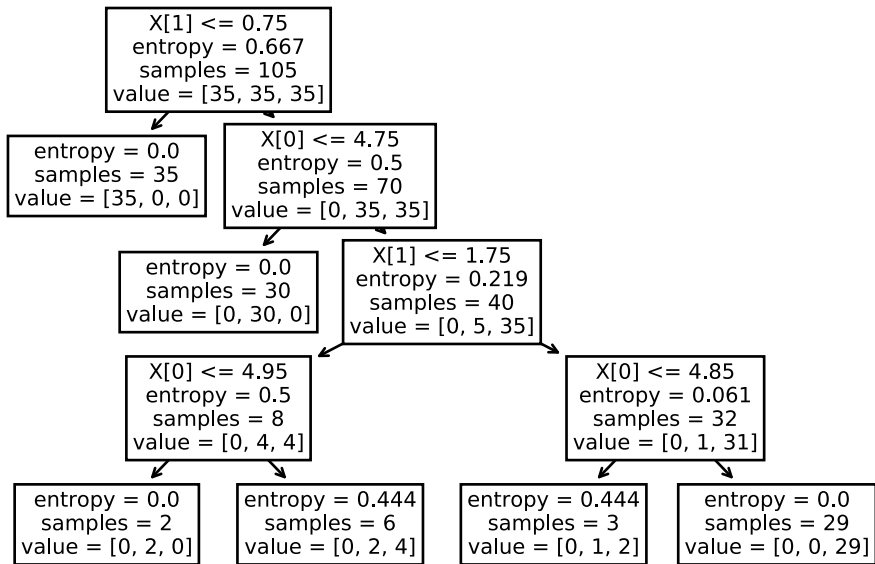 X[1] <= 0.75
entropy = 0.667
samples = 105
value = [35, 35, 35]
entropy = 0.0
samples = 35
value = [35, 0, 0]
X[0] <= 4.75
entropy = 0.5
samples = 70
value = [0, 35, 35]
entropy = 0.0
samples = 30
value = [0, 30, 0]
X[1] <= 1.75
entropy = 0.219
samples = 40
value = [0, 5, 35]
X[0] <= 4.95
entropy = 0.5
samples = 8
value = [0, 4, 4]
X[0] <= 4.85
entropy = 0.061
samples = 32
value = [0, 1, 31]
entropy = 0.0
samples = 2
value = [0, 2, 0]
entropy = 0.444
samples = 6
value = [0, 2, 4]
entropy = 0.444
samples = 3
value = [0, 1, 2]
entropy = 0.0
samples = 29
value = [0, 0, 29]